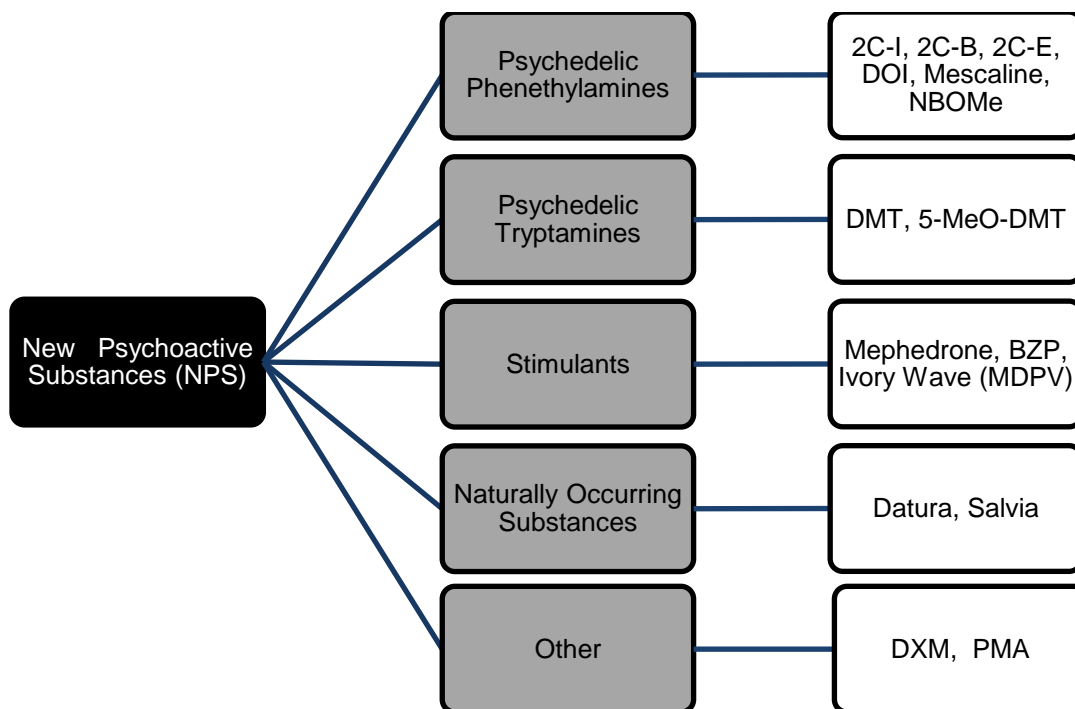 New Psychoactive
Substances (NPS)
Psychedelic
Phenethylamines
2C-I, 2C-B, 2C-E,
DOI, Mescaline,
NBOMe
Psychedelic
Tryptamines
DMT, 5-MeO-DMT
Stimulants
Mephedrone, BZP,
Ivory Wave (MDPV)
Naturally Occurring
Substances
Datura, Salvia
Other
DXM, PMA